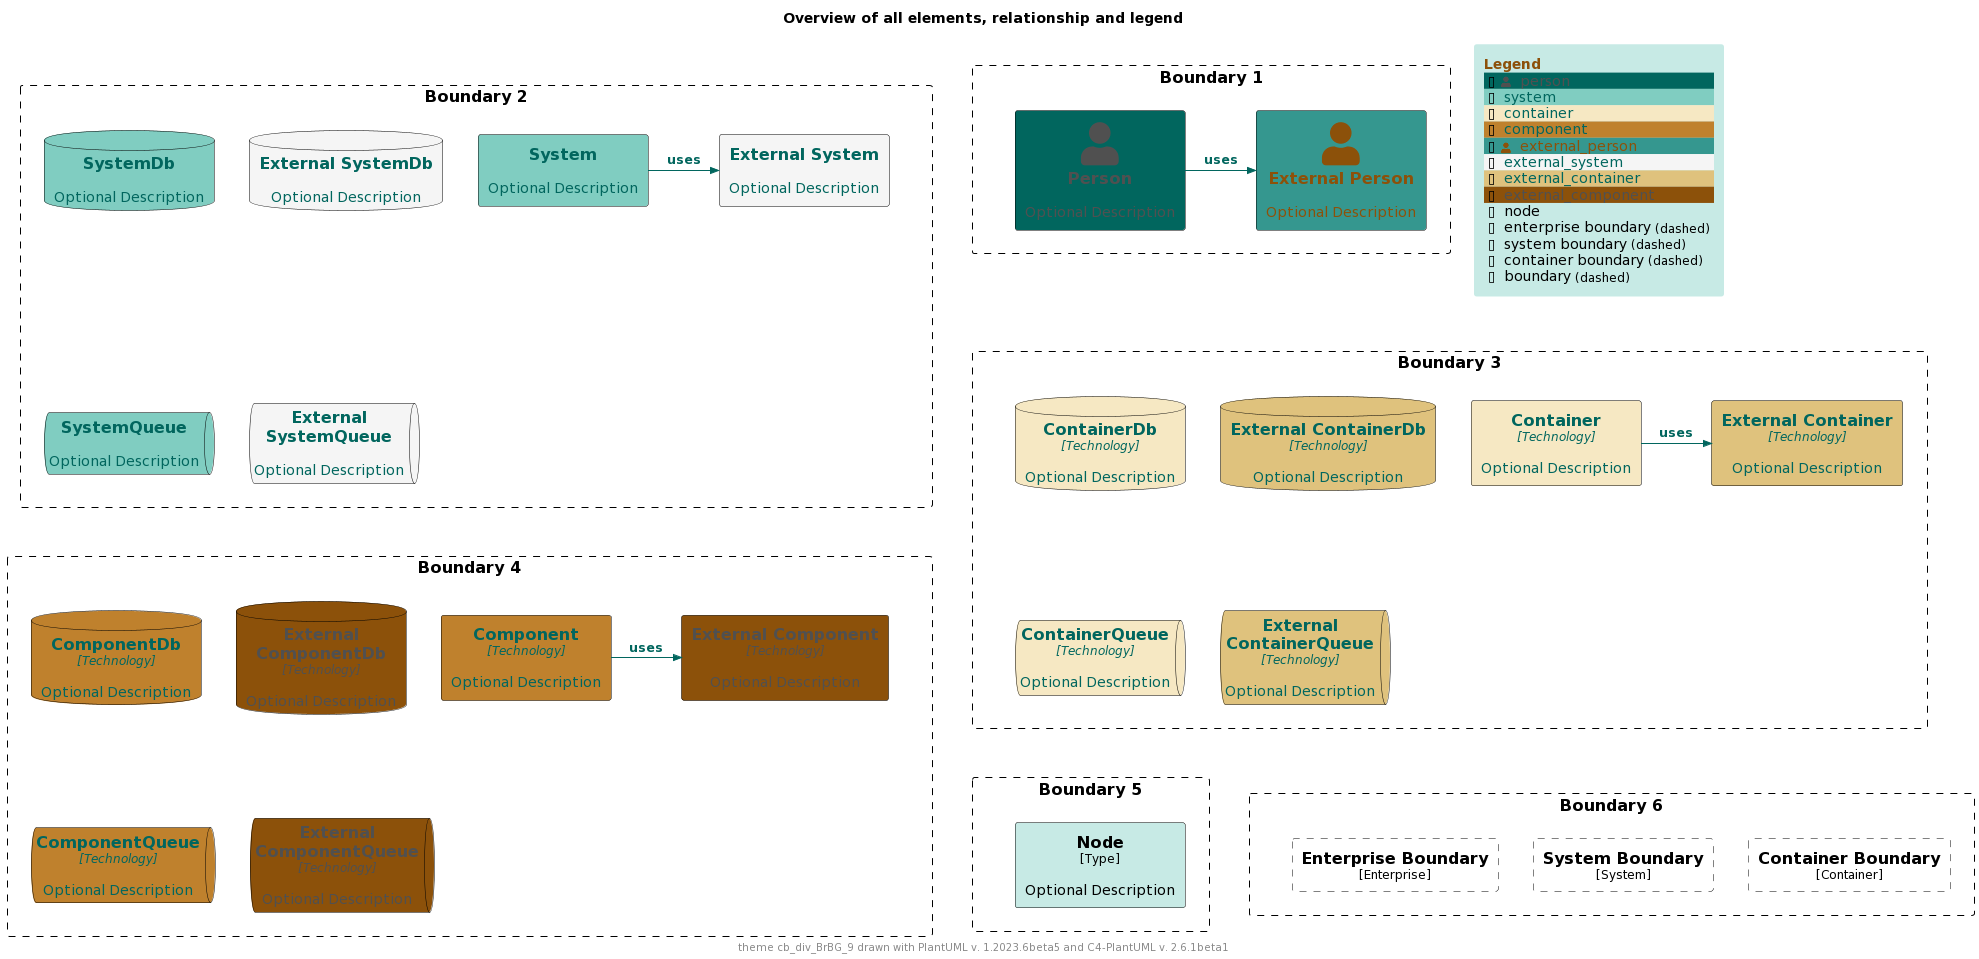 Overview of all elements, relationship and legend
Boundary 2
SystemDb
Optional Description
External SystemDb
Optional Description
System
Optional Description
uses
External System
Optional Description
SystemQueue
Optional Description
External
SystemQueue
Optional Description
Boundary 1
Person
Optional Description
uses
External Person
Optional Description
Legend
person
system
container
component
external_person
external_system
external_container
external_component
node
enterprise boundary (dashed)
system boundary (dashed)
container boundary (dashed)
boundary (dashed)
Boundary 3
ContainerDb
[Technology]
Optional Description
External ContainerDb
[Technology]
Optional Description
Container
[Technology]
Optional Description
uses
External Container
[Technology]
Optional Description
ContainerQueue
[Technology]
Optional Description
External
ContainerQueue
[Technology]
Optional Description
Boundary 4
ComponentDb
[Technology]
Optional Description
External
ComponentDb
[Technology]
Optional Description
Component
[Technology]
Optional Description
uses
External Component
[Technology]
Optional Description
ComponentQueue
[Technology]
Optional Description
External
ComponentQueue
[Technology]
Optional Description
Boundary 5
Node
[Type]
Optional Description
Boundary 6
Enterprise Boundary
[Enterprise]
System Boundary
[System]
Container Boundary
[Container]
theme cb_div_BrBG_9 drawn with PlantUML v. 1.2023.6beta5 and C4-PlantUML v. 2.6.1beta1